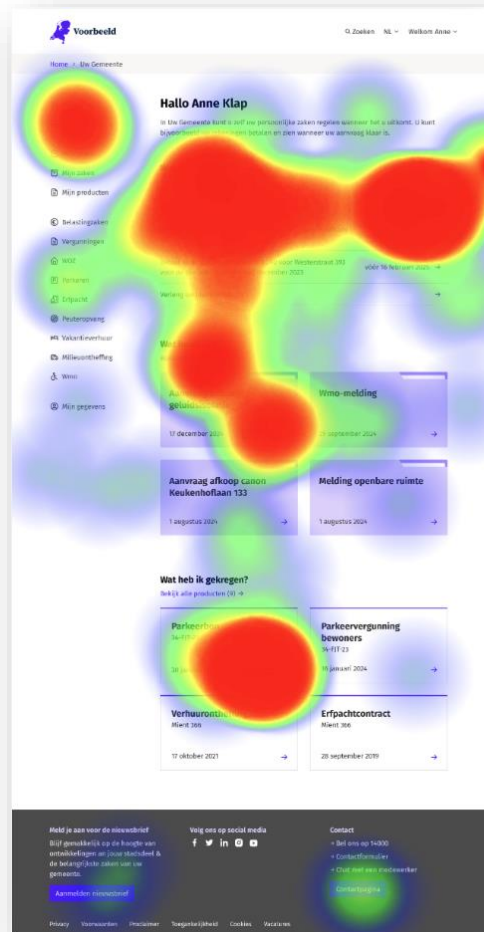 Voorbeeld
Zoeken NL Welkom Anne
Home / Uw Gemeente
Hallo Anne Klap
In Uw Gemeente kunt u zelf uw persoonlijke zaken regelen wanneer het u uitkomt. U kunt
betalen en zien wanneer uw aanvraag klaar is.
Mijn zaken
Mijn producten
Belastingzaken
Vergunningen
WOZ
Parkeren
Erfpacht
Peuteropvang
Vakantieverhuur
Milieuontheffing
Wmo
Mijn gegevens
2023
vóór 16 februari
Verleng
17 december
Wmo-melding
september 2024
Aanvraag afkoop canon
Keukenhoflaan 133
1 augustus 2024
Melding openbare ruimte
1 augustus 2024
Wat heb ik gekregen?
Bekijk alle producten (9)
Parkeervergunning
bewoners
14-FJT-23
januari 2024
Mient 366
17 oktober 2021
Erfpachtcontract
Mient 366
28 september 2019
Meld je aan voor de nieuwsbrief
Blijf gemakkelijk op de hoogte van
ontwikkelingen in jouw stadsdeel &
de belangrijkste zaken van uw
gemeente.
Aanmelden nieuwsbrief
Volg ons op social media
Contact
Bel ons op 14000
Contactformulier
Chat met een medewerker
Contactpagina
Privacy Voorwaarden Proclaimer Toegankelijkheid Cookies Vacatures